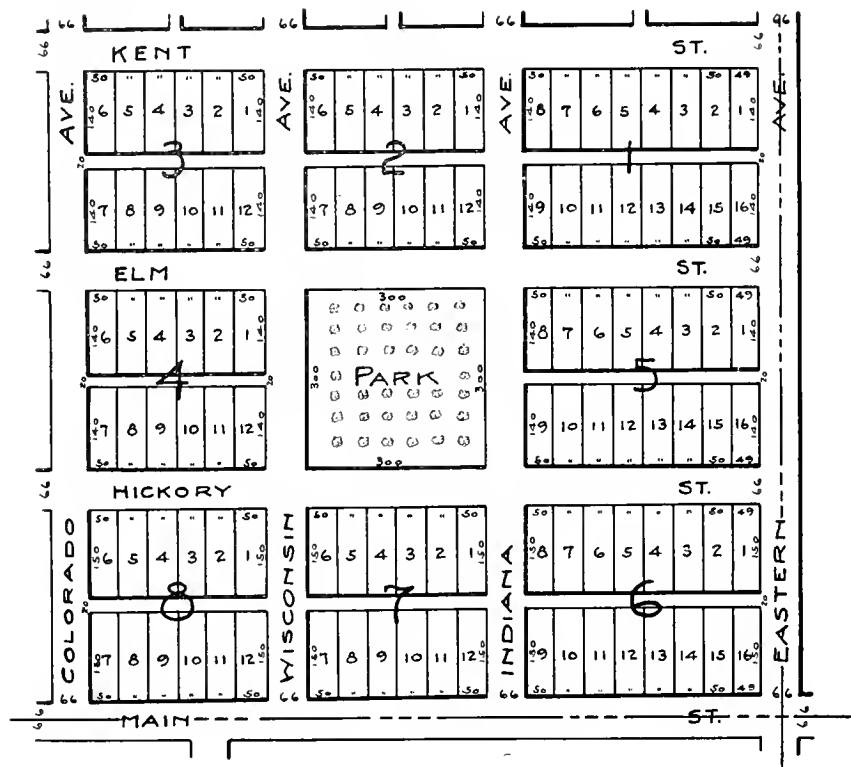 66 66 66 66 96
66 KENT ST. 66
AVE. AVE. AVE. AVE.
50 " " " 50 50 " " " 50 50 " " " " " 50 49
140 6 5 4 3 2 1 140 140 6 5 4 3 2 1 140 140 8 7 6 5 4 3 2 1 140
20 3 2 1 20
140 7 8 9 10 11 12 140 140 7 8 9 10 11 12 140 140 9 10 11 12 13 14 15 16 140
50 " " " 50 50 " " " 50 50 " " " " " 50 49
66 ELM ST. 66
50 " " " 50 300 50 " " " " " 50 49
140 6 5 4 3 2 1 140 140 8 7 6 5 4 3 2 1 140
20 4 20 300 PARK 300 5 20
140 7 8 9 10 11 12 140 140 9 10 11 12 13 14 15 16 140
50 " " " 50 300 50 " " " " " 50 49
66 HICKORY ST. 66
COLORADO WISCONSIN INDIANA EASTERN
50 " " " 50 50 " " " 50 50 " " " " " 50 49
150 6 5 4 3 2 1 150 150 6 5 4 3 2 1 150 150 8 7 6 5 4 3 2 1 150
20 8 7 6 20
150 7 8 9 10 11 12 150 150 7 8 9 10 11 12 150 150 9 10 11 12 13 14 15 16 150
50 " " " 50 50 " " " 50 50 " " " " " 50 49
66 66 66 66
66 MAIN ST. 66